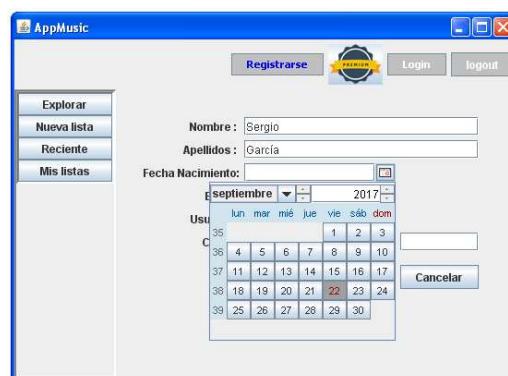 AppMusic
Registrarse PREMIUM Login logout
Explorar
Nueva lista
Reciente
Mis listas
Nombre : Sergio
Apellidos : García
Fecha Nacimiento:
septiembre 2017
lun mar mié jue vie sáb dom
35 1 2 3
36 4 5 6 7 8 9 10
37 11 12 13 14 15 16 17
38 18 19 20 21 22 23 24
39 25 26 27 28 29 30
Usu
C
Cancelar